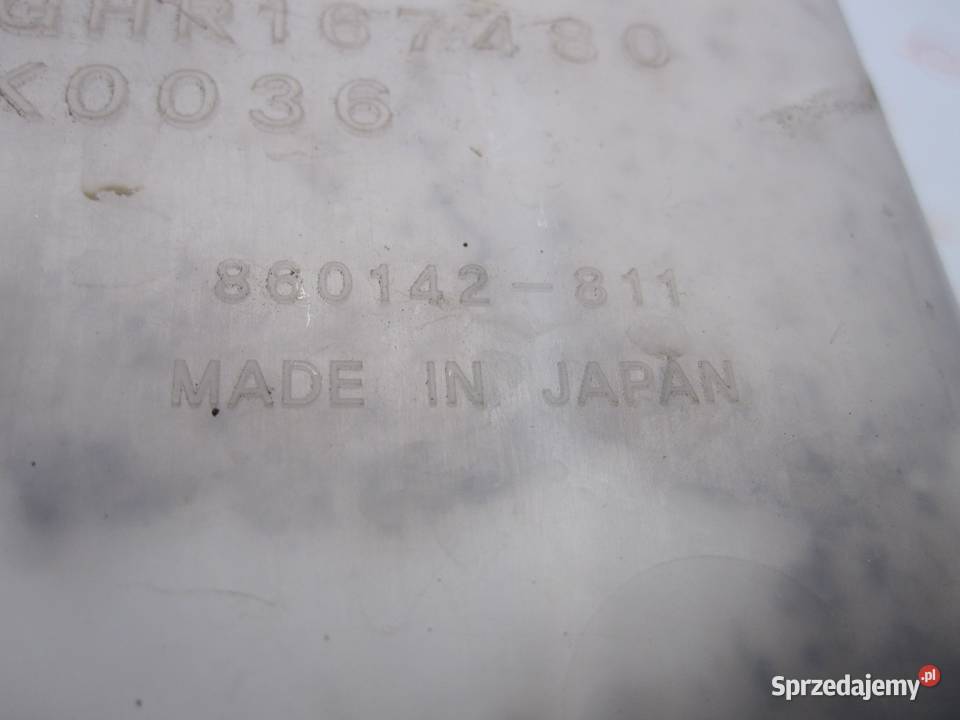 GHR167480
K0036
860142-811
MADE IN JAPAN
Sprzedajemy.pl